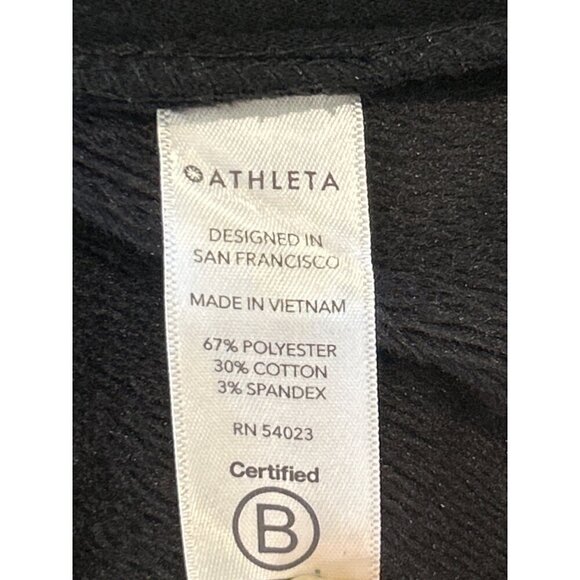 ATHLETA
DESIGNED IN
SAN FRANCISCO
MADE IN VIETNAM
67% POLYESTER
30% COTTON
3% SPANDEX
RN 54023
Certified
B